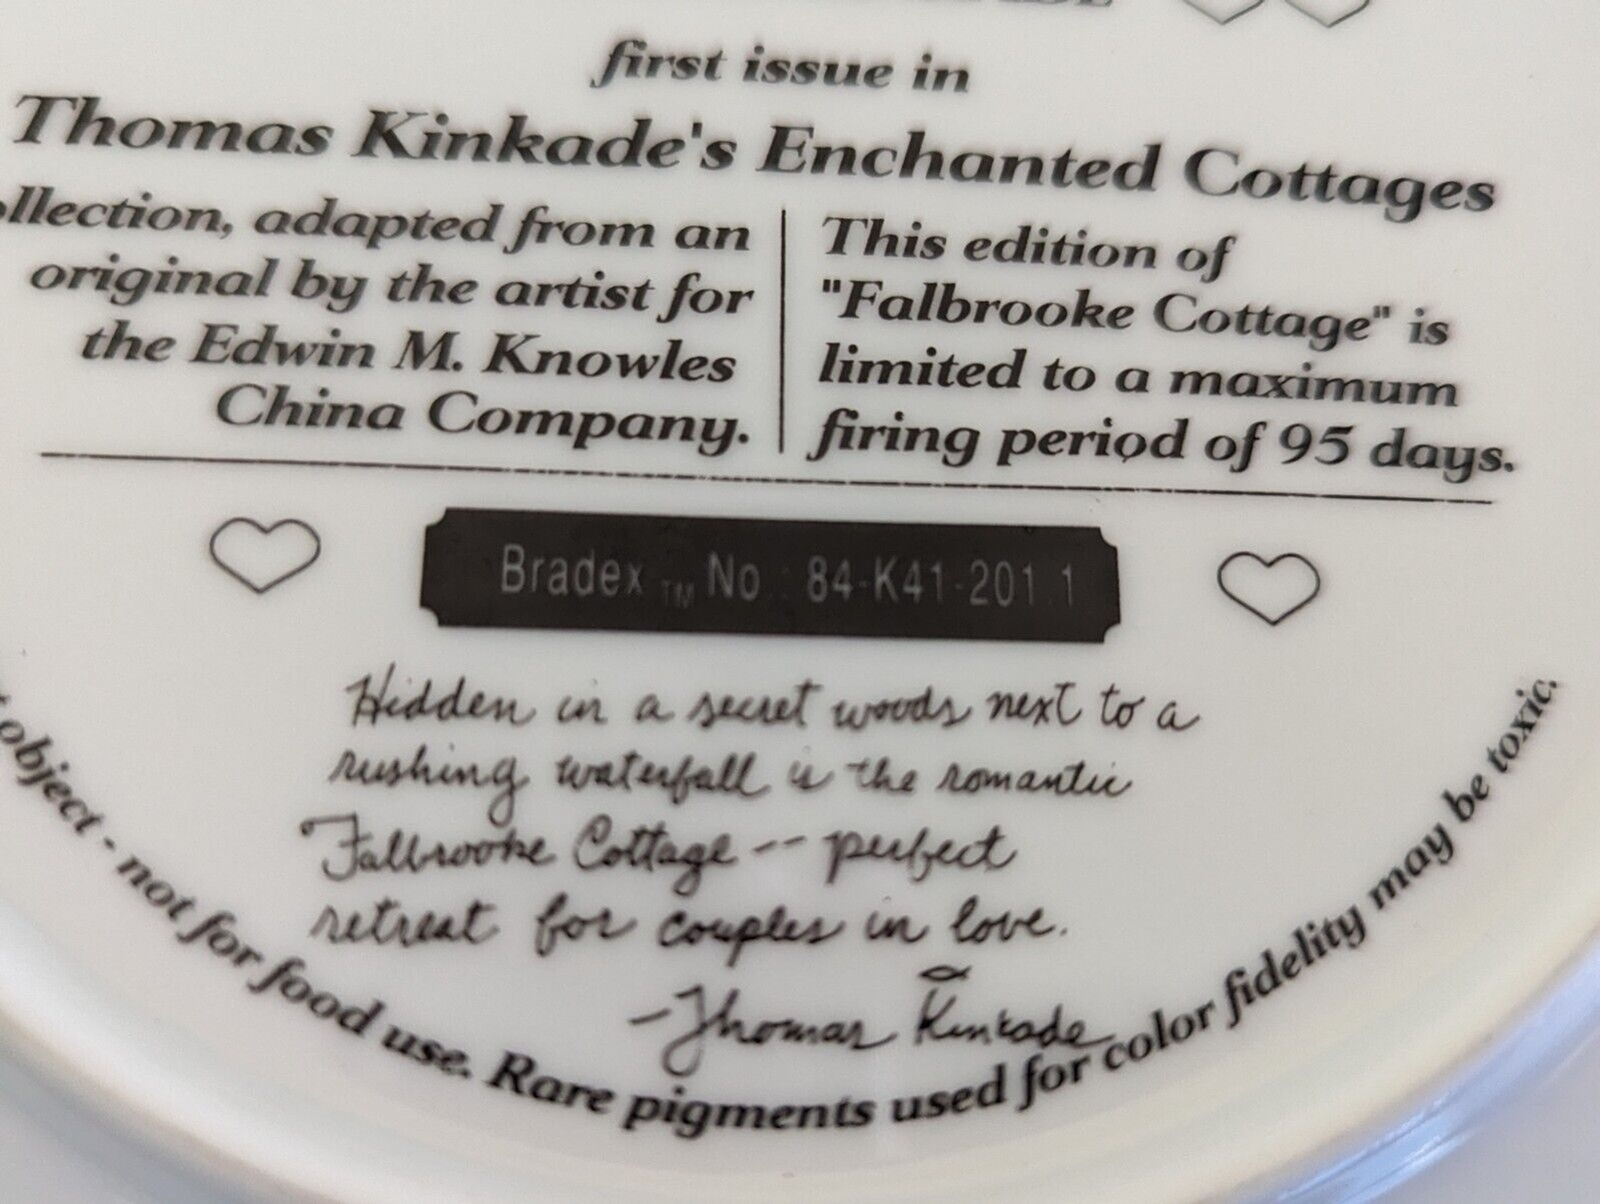 first issue in
Thomas Kinkade's Enchanted Cottages
ollection, adapted from an
original by the artist for
the Edwin M. Knowles
China Company.
This edition of
"Falbrooke Cottage" is
limited to a maximum
firing period of 95 days.
Bradex TM No.: 84-K41-201.1
Hidden in a secret woods next to a
rushing waterfall is the romantic
Falbrooke Cottage -- perfect
retreat for couples in love.
-Thomas Kinkade
object - not for food use. Rare pigments used for color fidelity may be toxic.